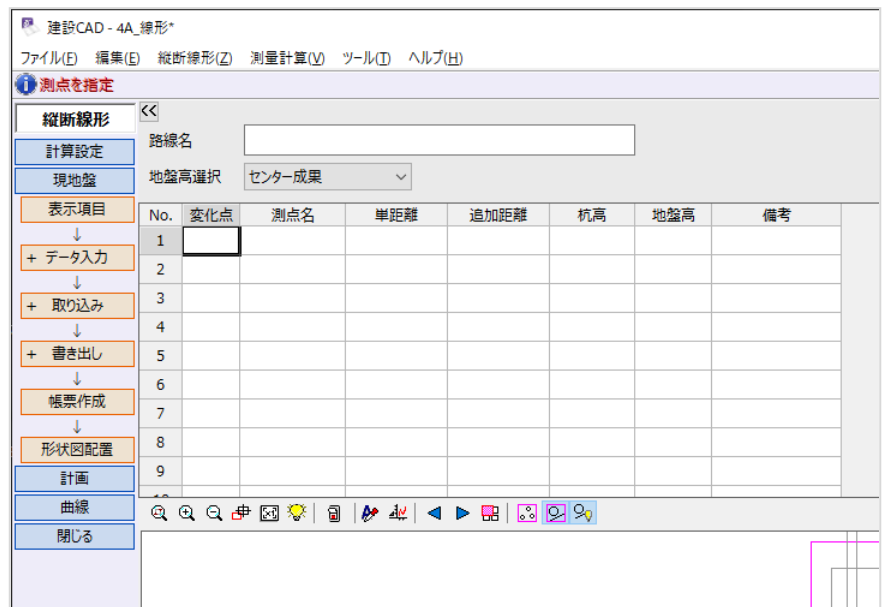 建設CAD - 4A_線形*
ファイル(F) 編集(E) 縦断線形(Z) 測量計算(V) ツール(T) ヘルプ(H)
測点を指定
縦断線形
計算設定
現地盤
表示項目
↓
+ データ入力
↓
+ 取り込み
↓
+ 書き出し
↓
帳票作成
↓
形状図配置
計画
曲線
閉じる
<<
路線名
地盤高選択 センター成果
No. 変化点 測点名 単距離 追加距離 杭高 地盤高 備考
1
2
3
4
5
6
7
8
9